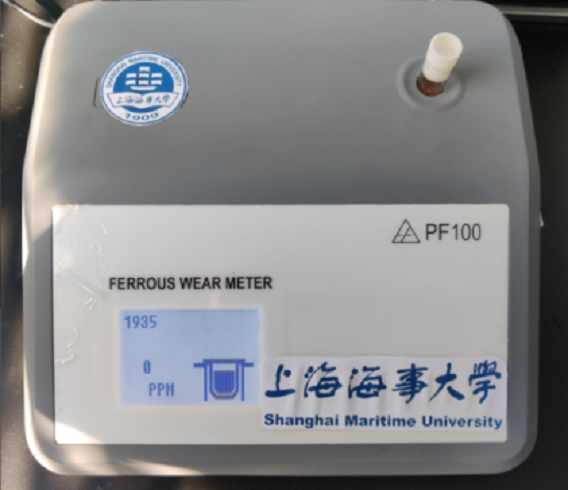 SHANGHAI MARITIME UNIVERSITY
上海海事大学
1909
PF100
FERROUS WEAR METER
1935
0
PPM
上海海事大學
Shanghai Maritime University